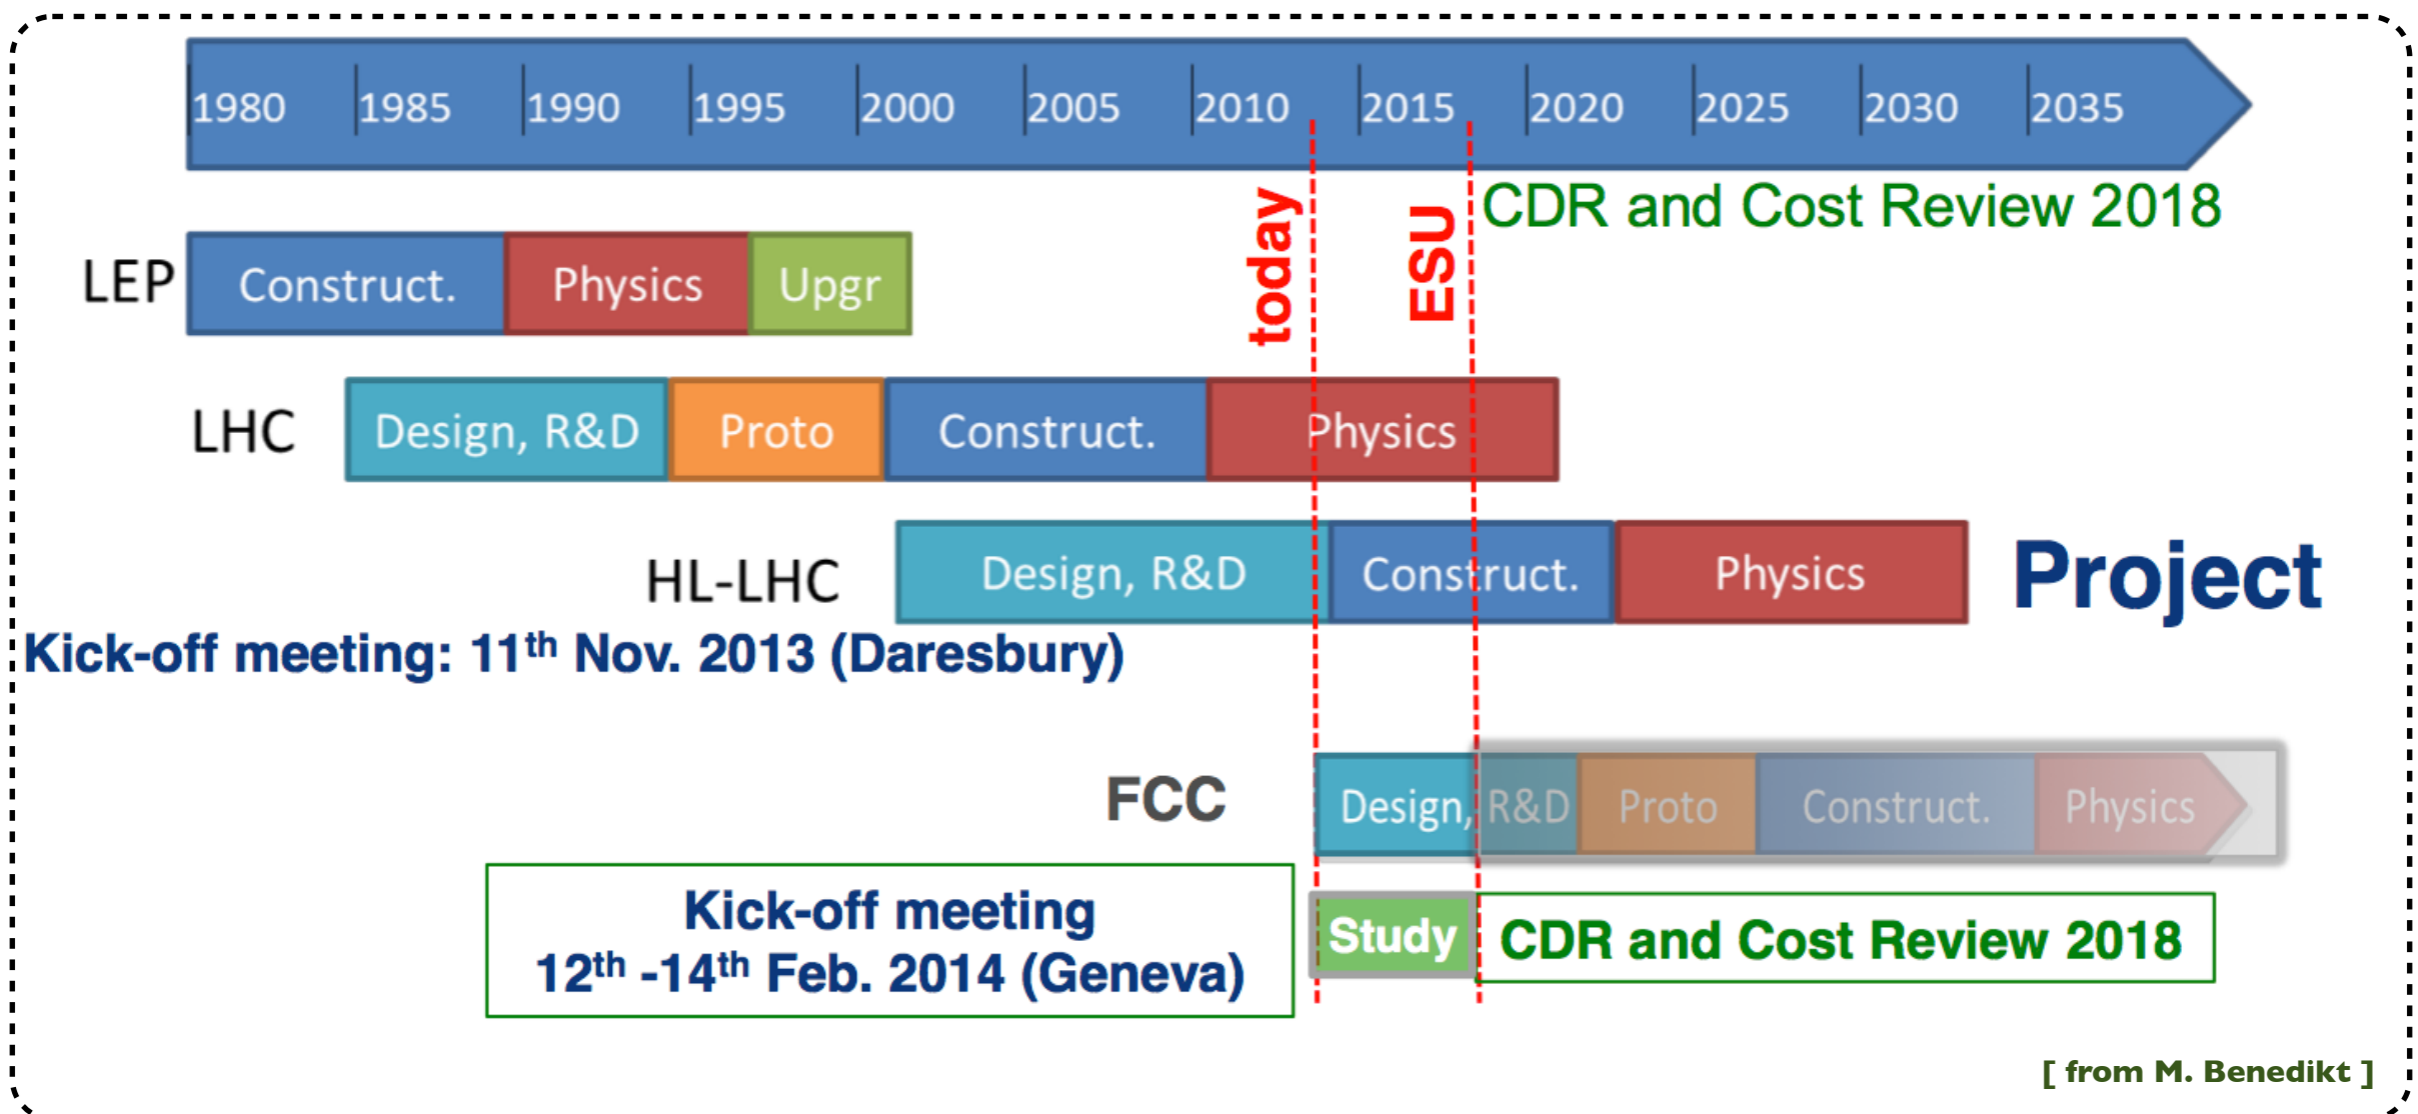 1980 1985 1990 1995 2000 2005 2010 2015 2020 2025 2030 2035
CDR and Cost Review 2018
today
ESU
LEP Construct. Physics Upgr
LHC Design, R&D Proto Construct. Physics
HL-LHC Design, R&D Construct. Physics Project
Kick-off meeting: 11th Nov. 2013 (Daresbury)
FCC Design, R&D Proto Construct. Physics
Kick-off meeting
12th -14th Feb. 2014 (Geneva)
Study CDR and Cost Review 2018
[ from M. Benedikt ]